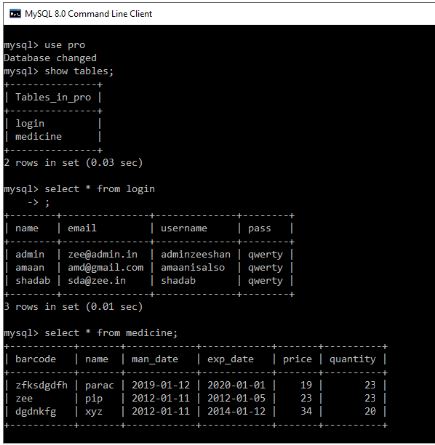 MySQL 8.0 Command Line Client
mysql> use pro
Database changed
mysql> show tables;
+---------------+
| Tables_in_pro |
+---------------+
| login         |
| medicine      |
+---------------+
2 rows in set (0.03 sec)
mysql> select * from login
    -> ;
+--------+---------------+--------------+--------+
| name   | email         | username     | pass   |
+--------+---------------+--------------+--------+
| admin  | zee@admin.in  | adminzeeshan | qwerty |
| amaan  | amd@gmail.com | amaanisalso  | qwerty |
| shadab | sda@zee.in    | shadab       | qwerty |
+--------+---------------+--------------+--------+
3 rows in set (0.01 sec)
mysql> select * from medicine;
+-----------+-------+------------+------------+-------+----------+
| barcode   | name  | man_date   | exp_date   | price | quantity |
+-----------+-------+------------+------------+-------+----------+
| zfksdgdfh | parac | 2019-01-12 | 2020-01-01 |    19 |       23 |
| zee       | pip   | 2012-01-11 | 2012-01-05 |    23 |       23 |
| dgdnkfg   | xyz   | 2012-01-11 | 2014-01-12 |    34 |       20 |
+-----------+-------+------------+------------+-------+----------+